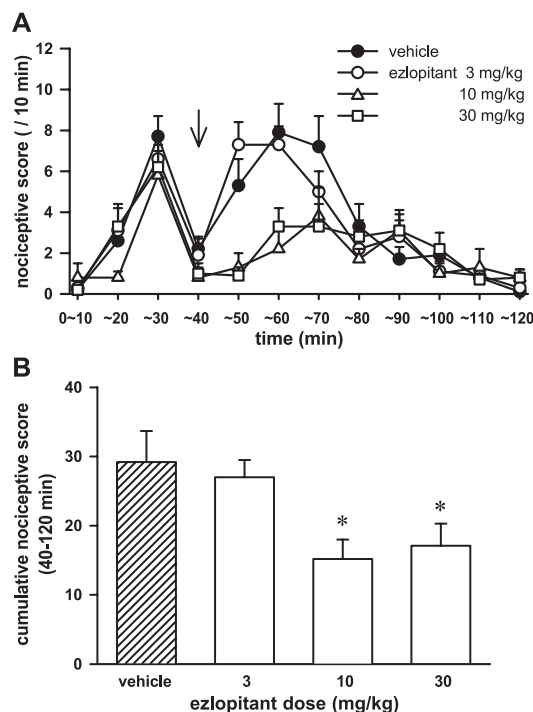 A
vehicle
ezlopitant 3 mg/kg
10 mg/kg
30 mg/kg
nociceptive score ( / 10 min)
12
10
8
6
4
2
0
0~10 ~20 ~30 ~40 ~50 ~60 ~70 ~80 ~90 ~100 ~110 ~120
time (min)
B
cumulative nociceptive score
(40-120 min)
40
30
20
10
0
* *
vehicle 3 10 30
ezlopitant dose (mg/kg)